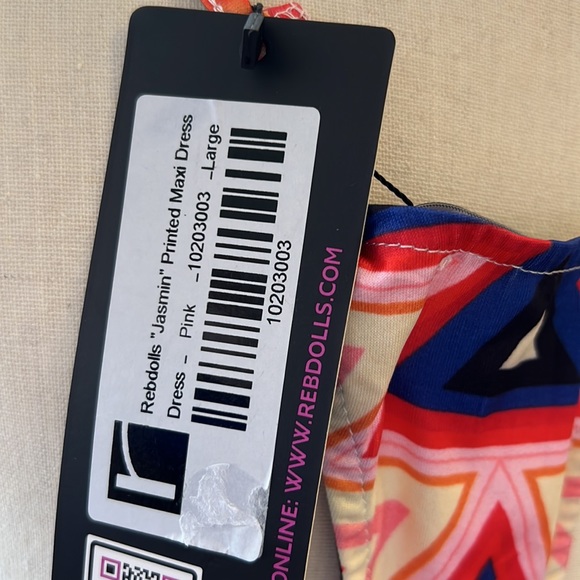 Rebdolls "Jasmin" Printed Maxi Dress
Dress – Pink -10203003 -Large
10203003
ONLINE: WWW.REBDOLLS.COM